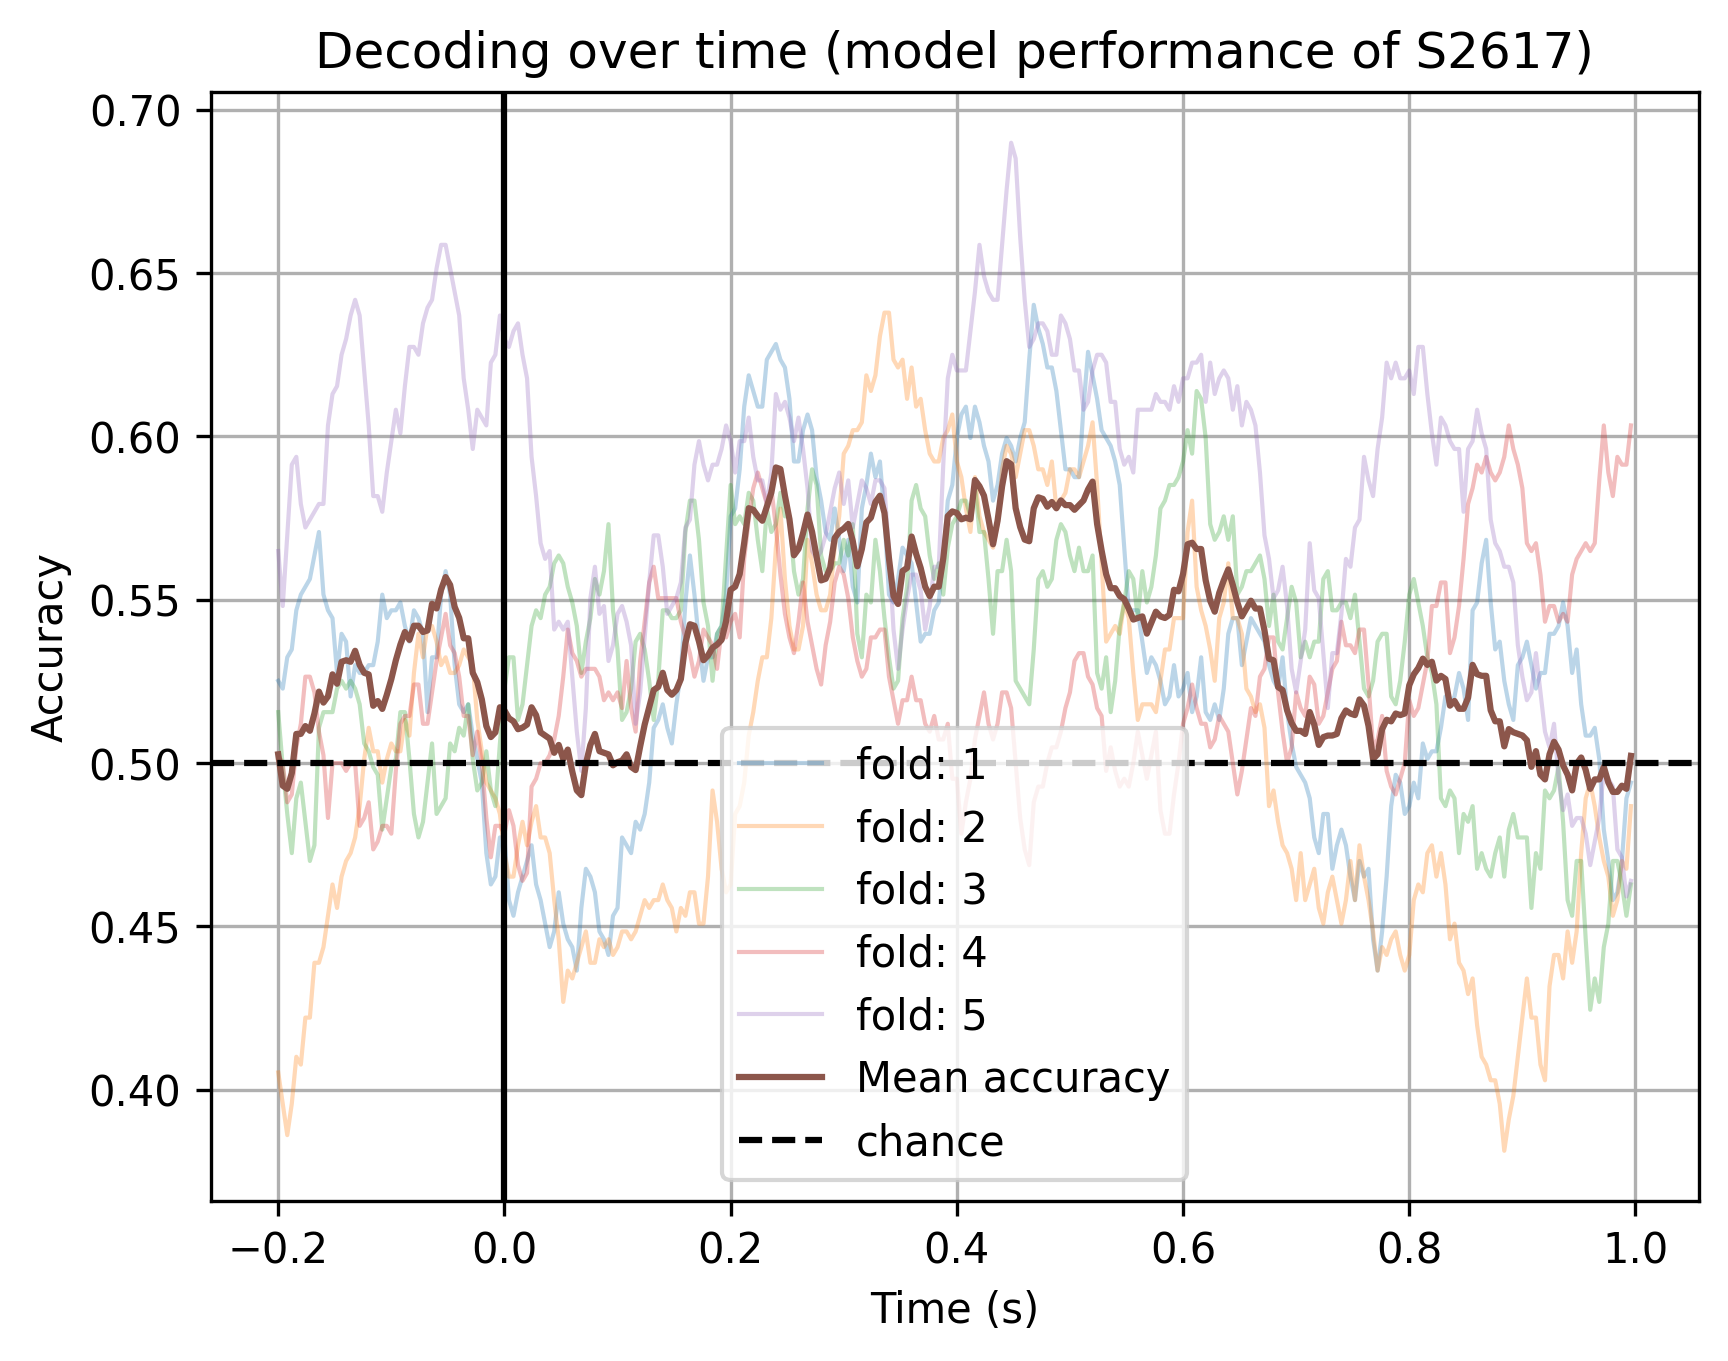 Decoding over time (model performance of S2617)
0.70
0.65
0.60
0.55
0.50
0.45
0.40
Accuracy
fold: 1
fold: 2
fold: 3
fold: 4
fold: 5
Mean accuracy
chance
−0.2 0.0 0.2 0.4 0.6 0.8 1.0
Time (s)